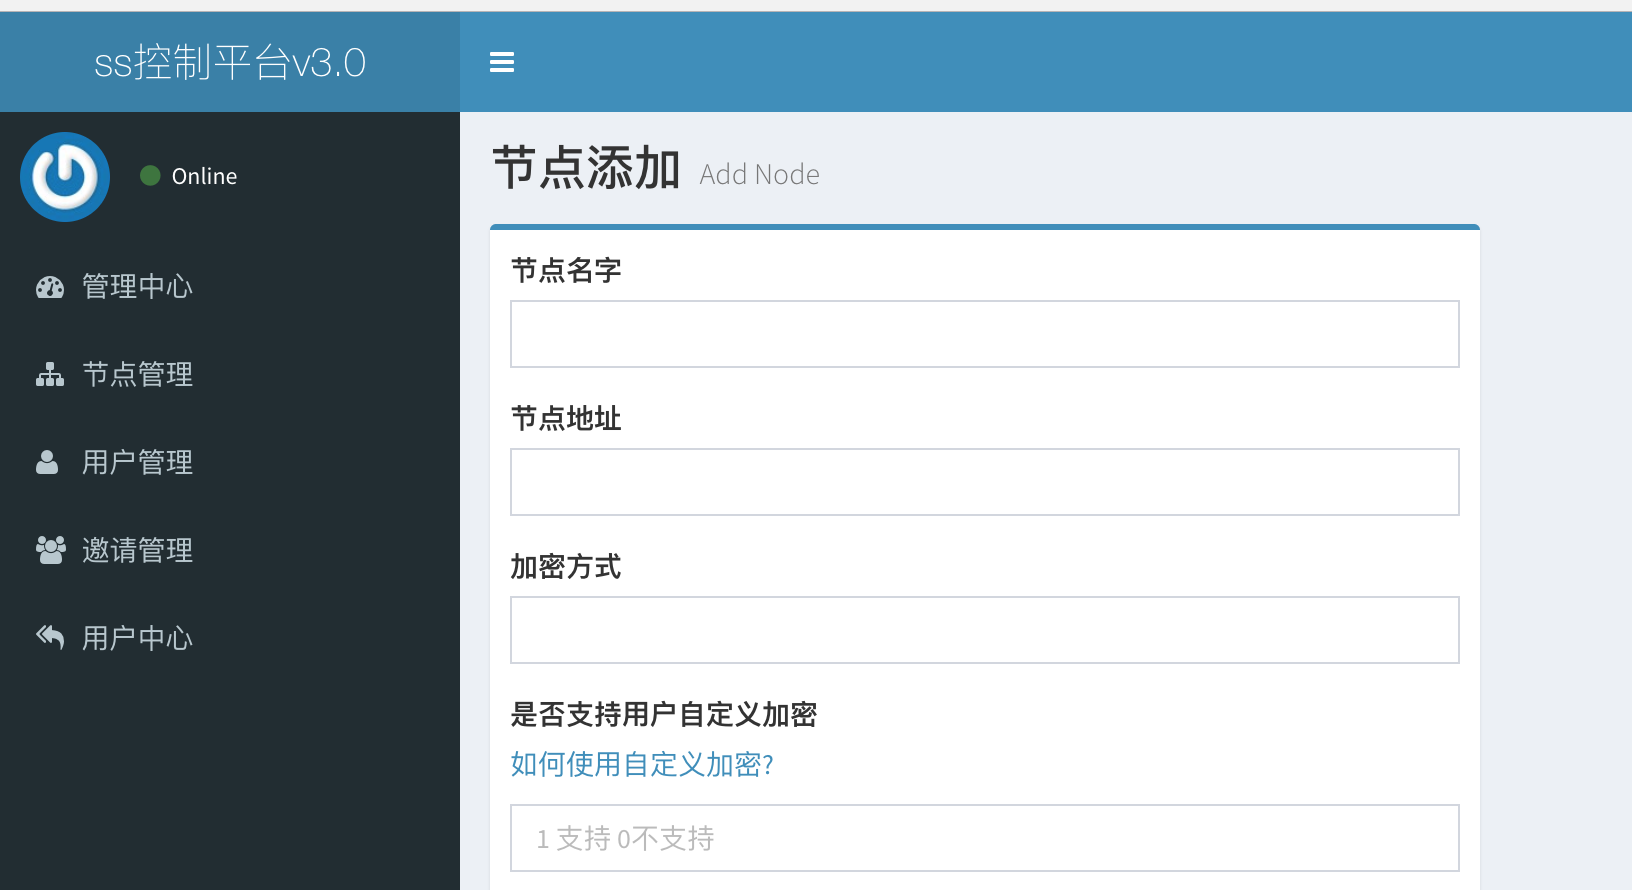 ss控制平台v3.0
Online
管理中心
节点管理
用户管理
邀请管理
用户中心
节点添加 Add Node
节点名字
节点地址
加密方式
是否支持用户自定义加密
如何使用自定义加密?
1 支持 0不支持